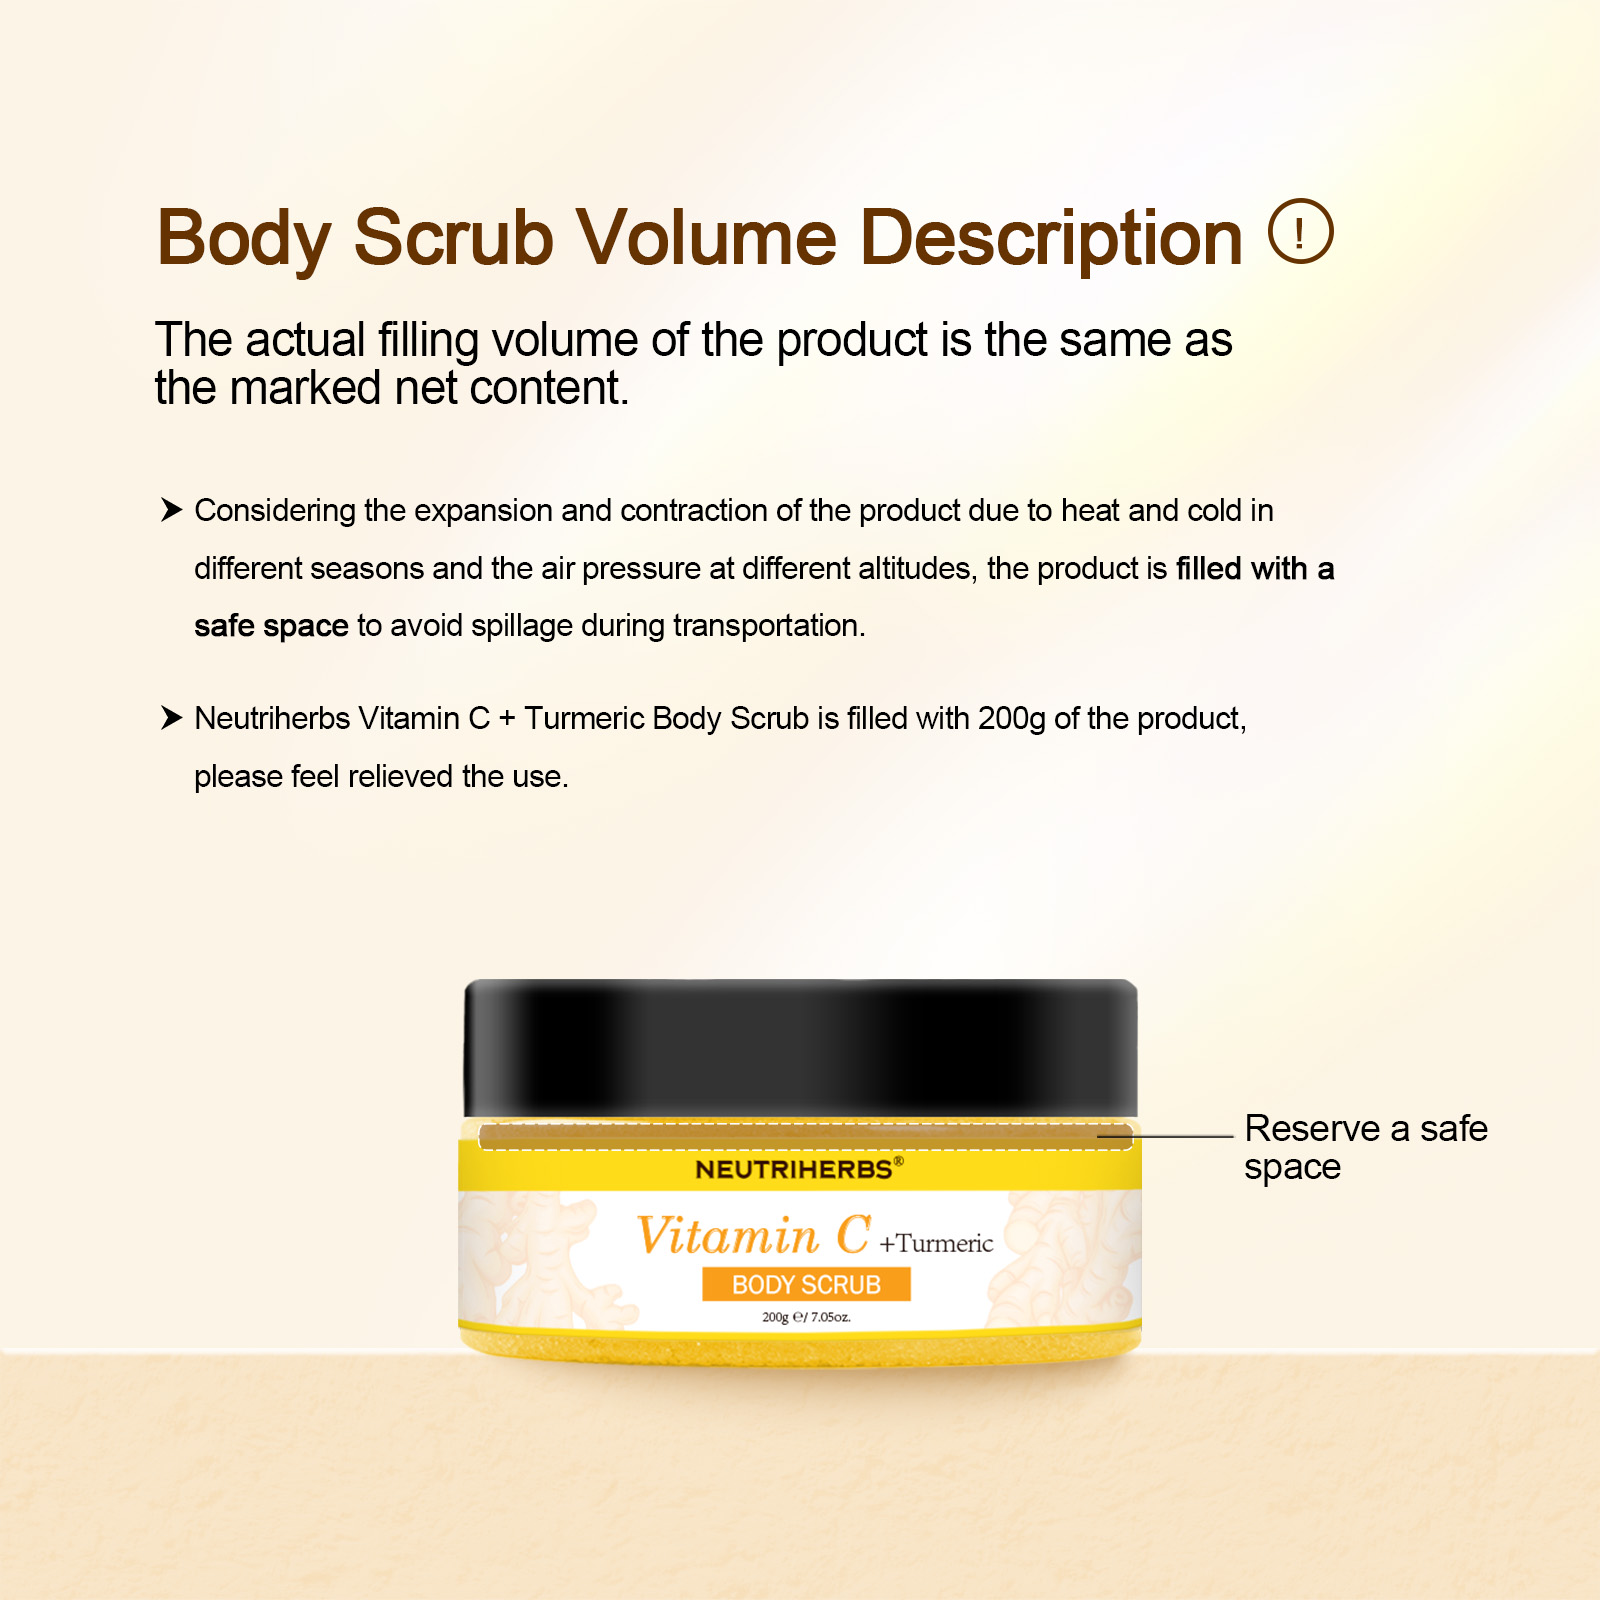 Body Scrub Volume Description !
The actual filling volume of the product is the same as
the marked net content.
➤ Considering the expansion and contraction of the product due to heat and cold in
different seasons and the air pressure at different altitudes, the product is filled with a
safe space to avoid spillage during transportation.
➤ Neutriherbs Vitamin C + Turmeric Body Scrub is filled with 200g of the product,
please feel relieved the use.
Reserve a safe
space
NEUTRIHERBS®
Vitamin C +Turmeric
BODY SCRUB
200g ℮/ 7.05oz.